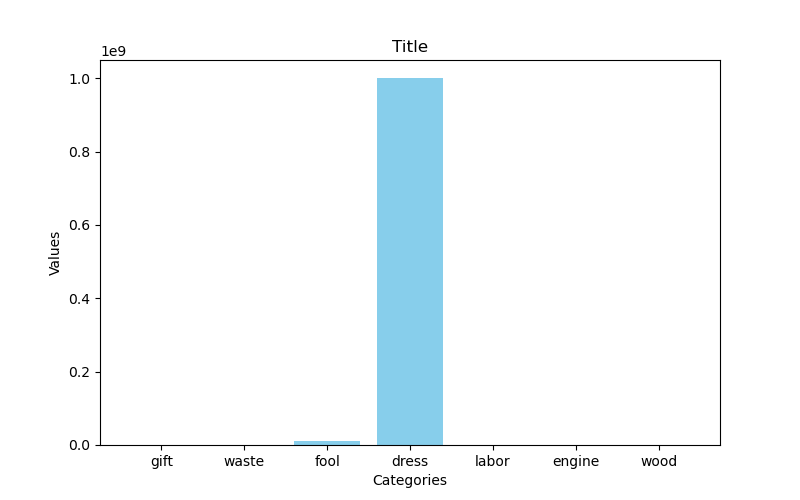 Title
1e9
1.0
0.8
0.6
0.4
0.2
0.0
Values
gift waste fool dress labor engine wood
Categories